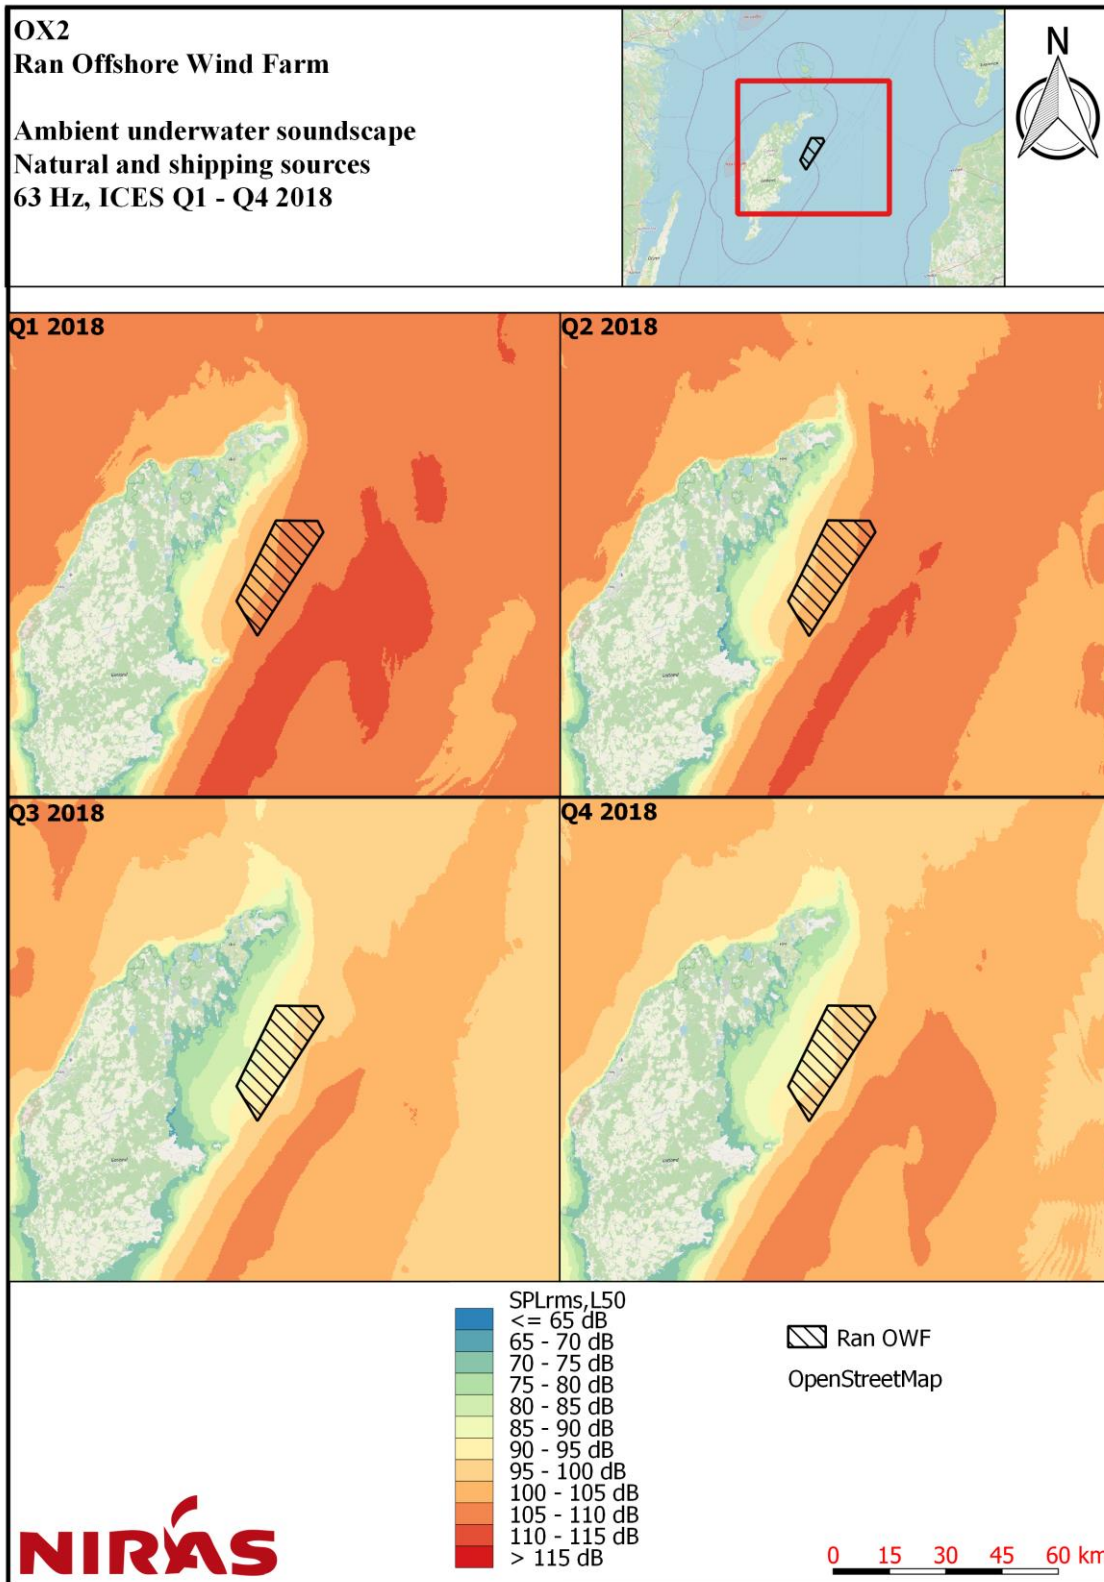 OX2
Ran Offshore Wind Farm
Ambient underwater soundscape
Natural and shipping sources
63 Hz, ICES Q1 - Q4 2018
N
Q1 2018
Q2 2018
Q3 2018
Q4 2018
SPLrms,L50
<= 65 dB
65 - 70 dB
70 - 75 dB
75 - 80 dB
80 - 85 dB
85 - 90 dB
90 - 95 dB
95 - 100 dB
100 - 105 dB
105 - 110 dB
110 - 115 dB
> 115 dB
Ran OWF
OpenStreetMap
NIRAS
0 15 30 45 60 km